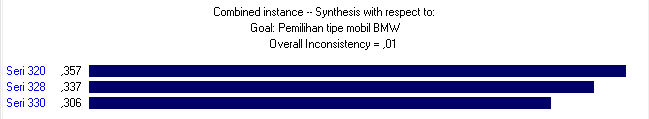 Combined instance -- Synthesis with respect to:
Goal: Pemilihan tipe mobil BMW
Overall Inconsistency = ,01
Seri 320 ,357
Seri 328 ,337
Seri 330 ,306